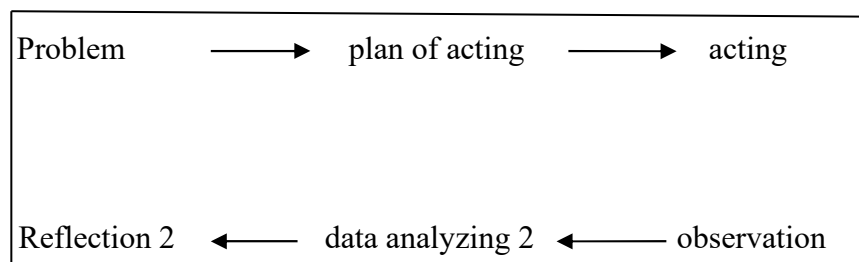 Problem plan of acting acting
Reflection 2 data analyzing 2 observation